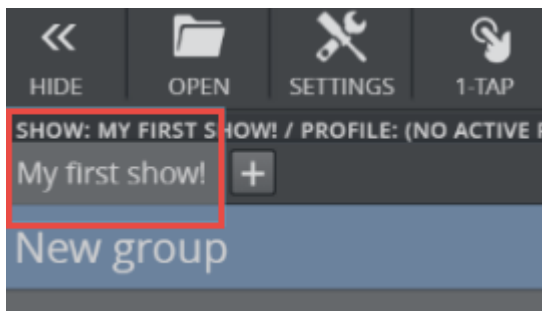 HIDE OPEN SETTINGS 1-TAP
SHOW: MY FIRST SHOW! / PROFILE: (NO ACTIVE
My first show! +
New group